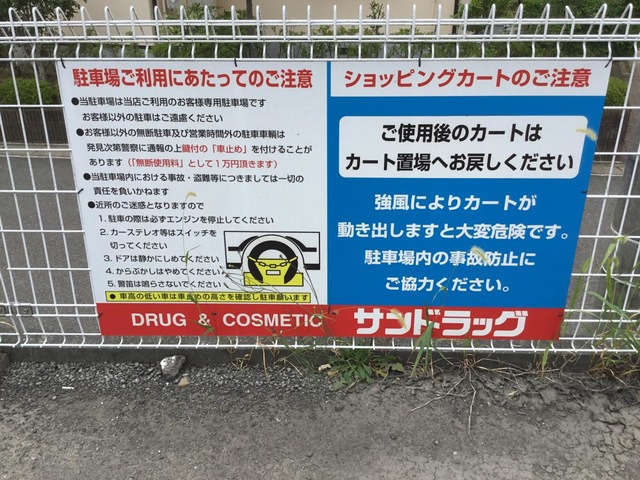 駐車場ご利用にあたってのご注意
●当駐車場は当店ご利用のお客様専用駐車場です
お客様以外の駐車はご遠慮ください
●お客様以外の無断駐車及び営業時間外の駐車車輌は
発見次第警察に通報の上鍵付の「車止め」を付けることが
あります(「無断使用料」として1万円頂きます)
●当駐車場内における事故・盗難等につきましては一切の
責任を負いかねます
●近所のご迷惑となりますので
1. 駐車の際は必ずエンジンを停止してください
2. カーステレオ等はスイッチを
切ってください
3. ドアは静かにしめてください
4. からぶかしはやめてください
5. 警笛は鳴らさないでください
●車高の低い車は車止めの高さを確認し駐車願います
ショッピングカートのご注意
ご使用後のカートは
カート置場へお戻しください
強風によりカートが
動き出しますと大変危険です。
駐車場内の事故防止に
ご協力ください。
DRUG & COSMETIC サンドラッグ